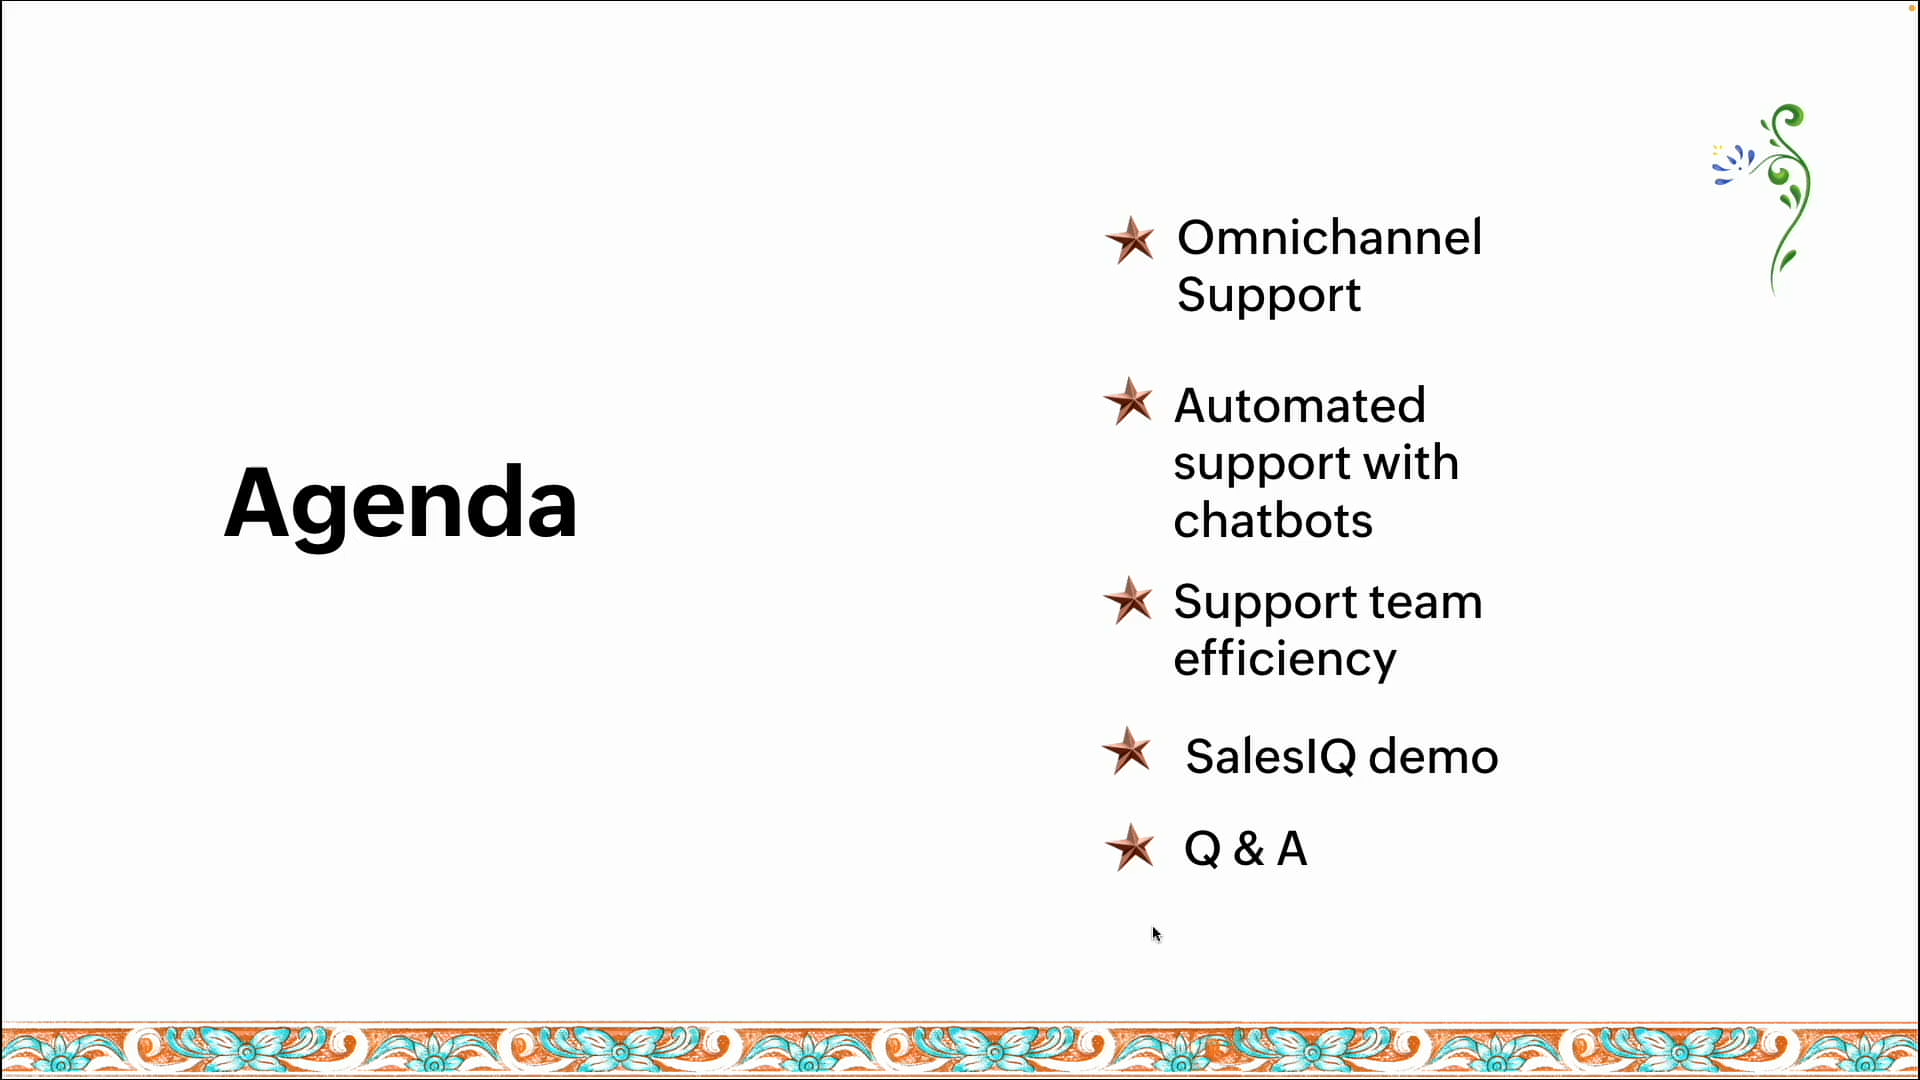 Agenda
Omnichannel
Support
Automated
support with
chatbots
Support team
efficiency
SalesIQ demo
Q & A